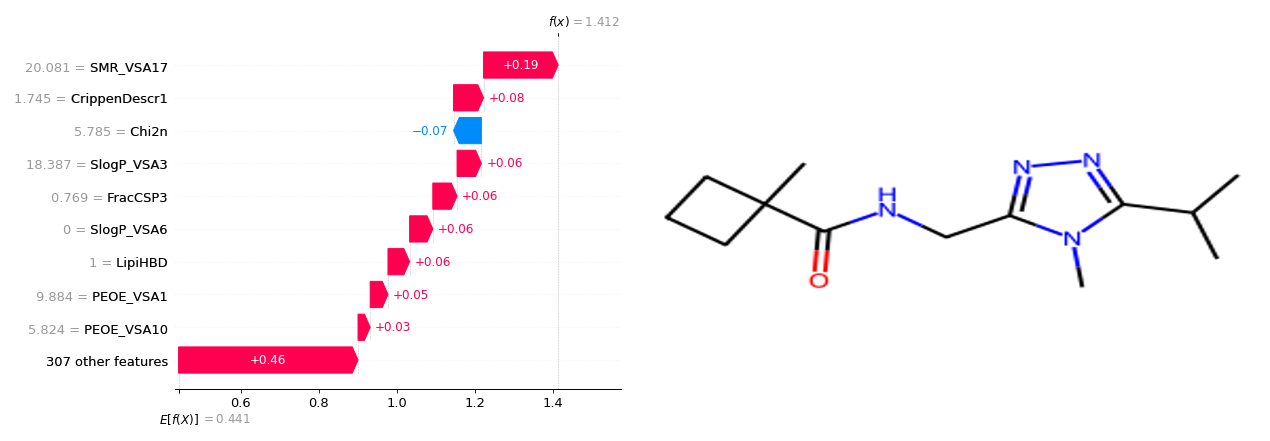 f(x) = 1.412
20.081 = SMR_VSA17
+0.19
1.745 = CrippenDescr1
+0.08
5.785 = Chi2n
−0.07
18.387 = SlogP_VSA3
+0.06
0.769 = FracCSP3
+0.06
0 = SlogP_VSA6
+0.06
1 = LipiHBD
+0.06
9.884 = PEOE_VSA1
+0.05
5.824 = PEOE_VSA10
+0.03
307 other features
+0.46
0.6 0.8 1.0 1.2 1.4
E[f(X)] = 0.441
N N
H
N
N
O